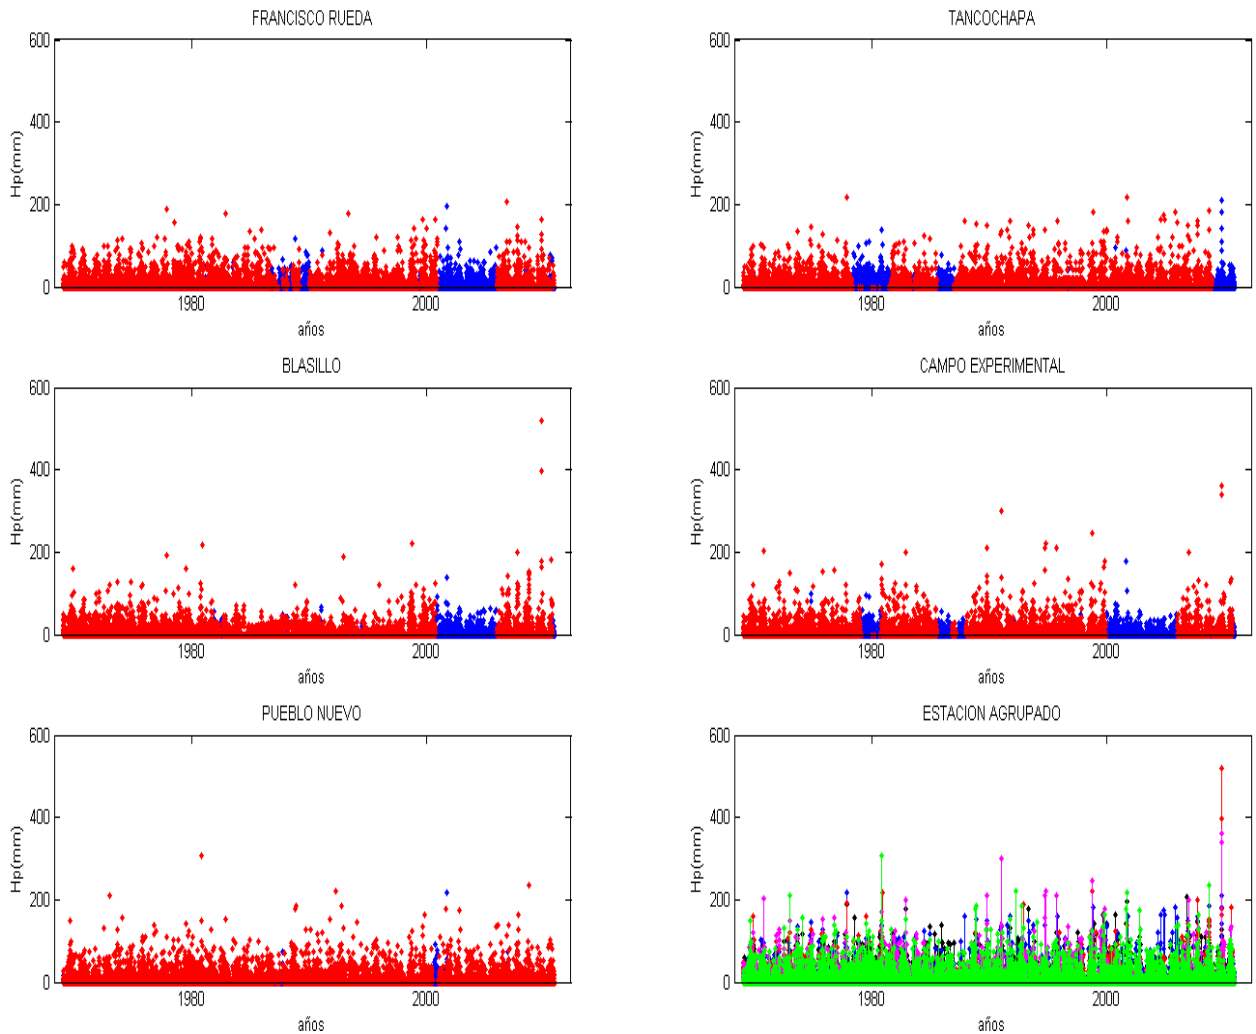 FRANCISCO RUEDA
600
400
200
0
Hp(mm)
1980
2000
años
TANCOCHAPA
600
400
200
0
Hp(mm)
1980
2000
años
BLASILLO
600
400
200
0
Hp(mm)
1980
2000
años
CAMPO EXPERIMENTAL
600
400
200
0
Hp(mm)
1980
2000
años
PUEBLO NUEVO
600
400
200
0
Hp(mm)
1980
2000
años
ESTACION AGRUPADO
600
400
200
0
Hp(mm)
1980
2000
años